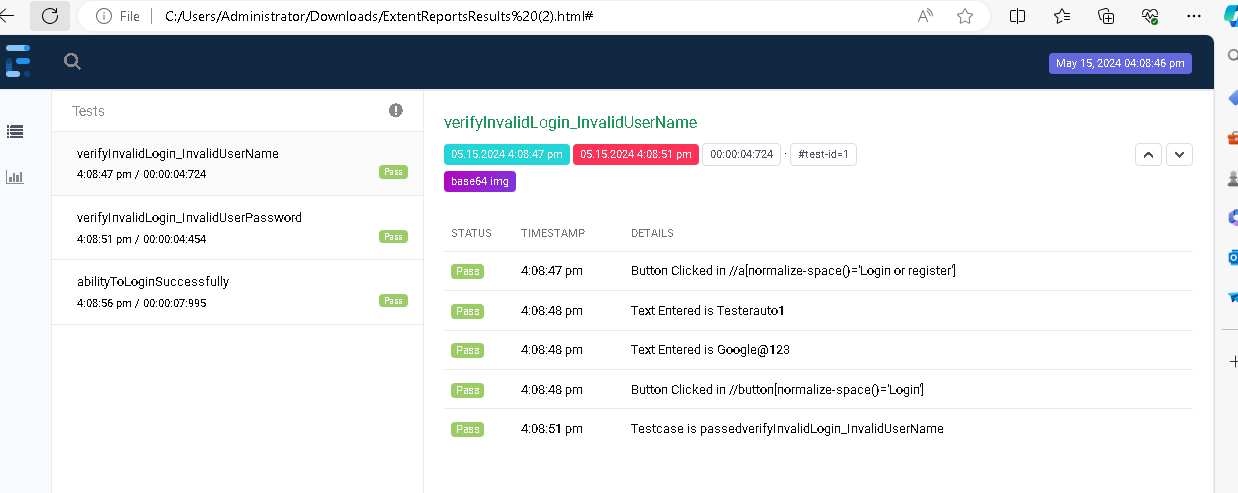 File
C:/Users/Administrator/Downloads/ExtentReportsResults%20(2).html#
May 15, 2024 04:08:46 pm
Tests
verifyInvalidLogin_InvalidUserName
4:08:47 pm / 00:00:04:724
Pass
verifyInvalidLogin_InvalidUserPassword
4:08:51 pm / 00:00:04:454
Pass
abilityToLoginSuccessfully
4:08:56 pm / 00:00:07:995
Pass
verifyInvalidLogin_InvalidUserName
05.15.2024 4:08:47 pm 05.15.2024 4:08:51 pm 00:00:04:724 · #test-id=1
base64 img
STATUS TIMESTAMP DETAILS
Pass 4:08:47 pm Button Clicked in //a[normalize-space()='Login or register']
Pass 4:08:48 pm Text Entered is Testerauto1
Pass 4:08:48 pm Text Entered is Google@123
Pass 4:08:48 pm Button Clicked in //button[normalize-space()='Login']
Pass 4:08:51 pm Testcase is passedverifyInvalidLogin_InvalidUserName